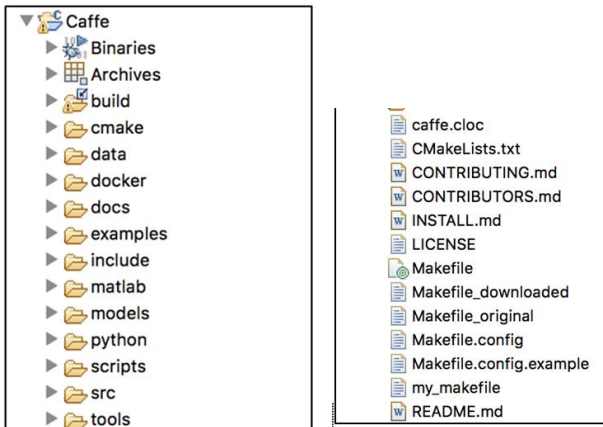 Caffe
Binaries
Archives
build
cmake
data
docker
docs
examples
include
matlab
models
python
scripts
src
tools
caffe.cloc
CMakeLists.txt
CONTRIBUTING.md
CONTRIBUTORS.md
INSTALL.md
LICENSE
Makefile
Makefile_downloaded
Makefile_original
Makefile.config
Makefile.config.example
my_makefile
README.md